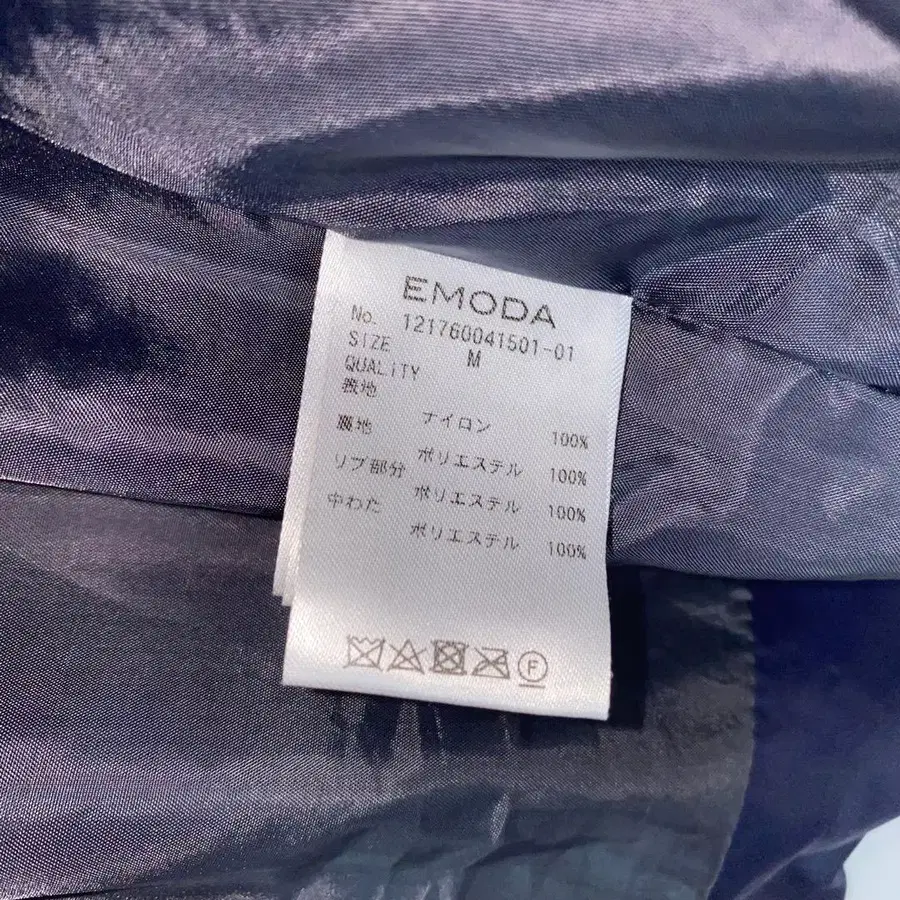 EMODA
No. 121760041501-01
SIZE M
QUALITY
表地
ナイロン 100%
裏地
ポリエステル 100%
リブ部分
ポリエステル 100%
中わた
ポリエステル 100%
F